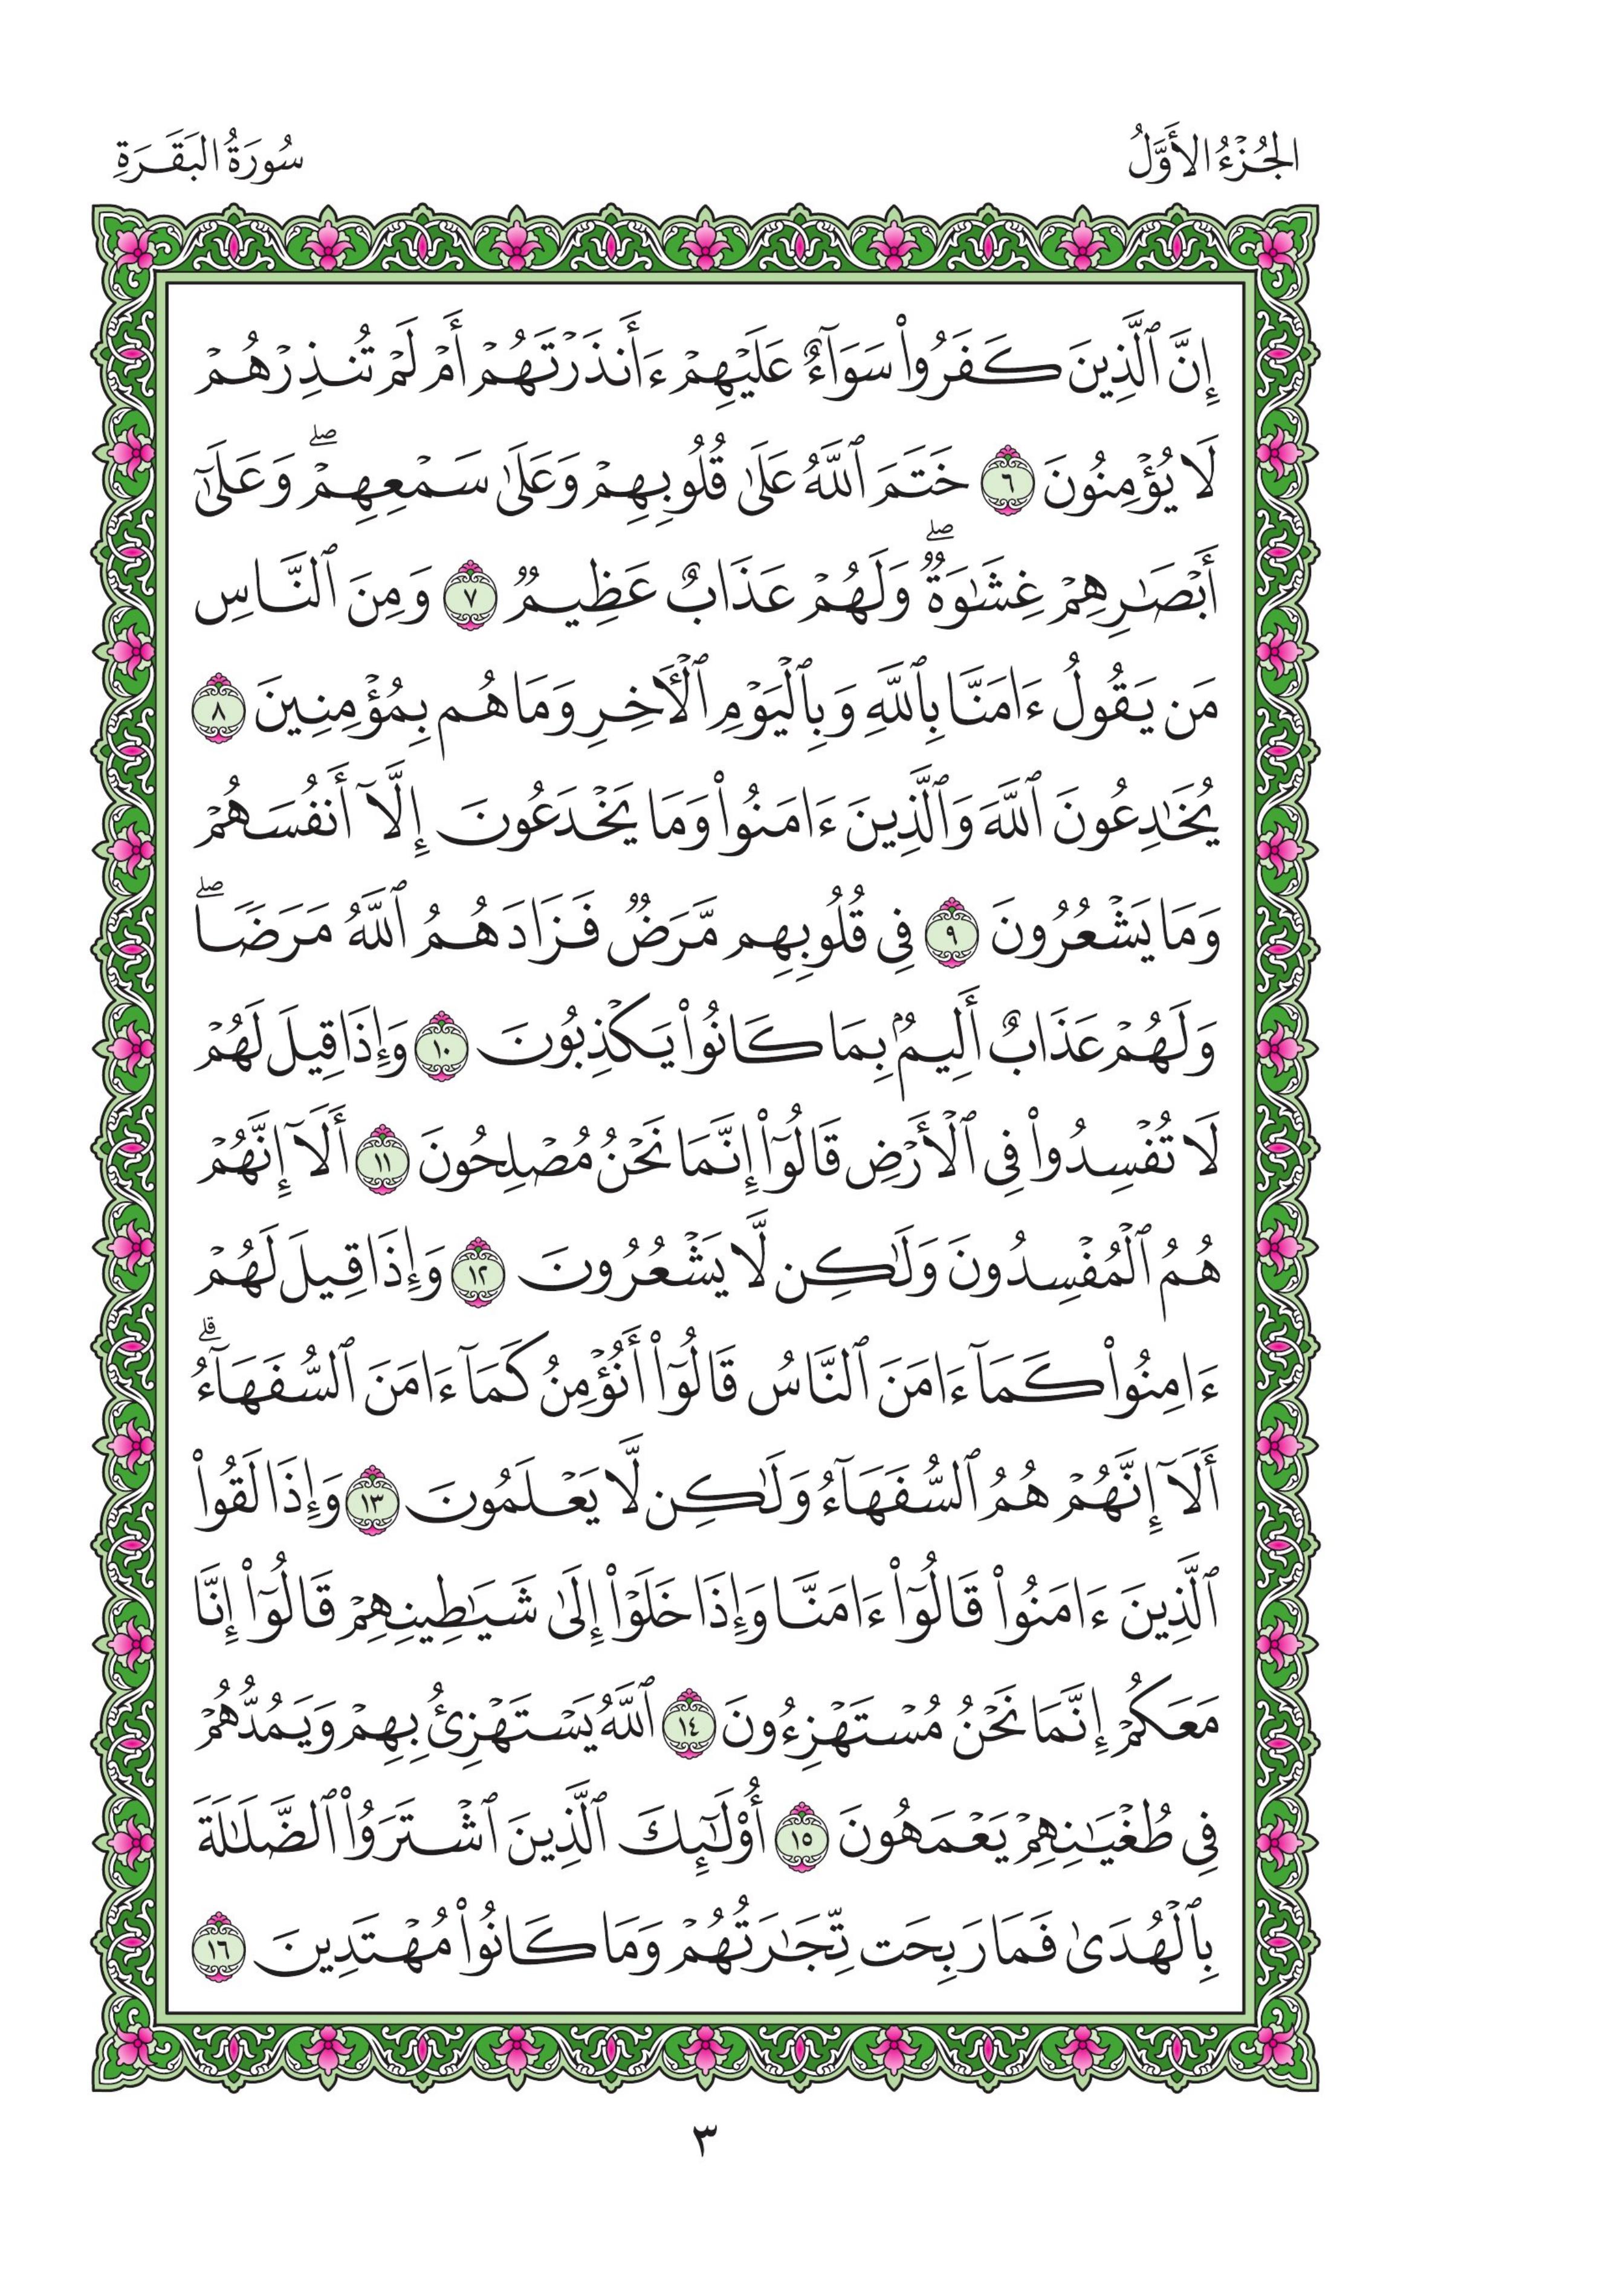 الجُزْءُ الأَوَّلُ
سُورَةُ البَقَرَةِ
إِنَّ ٱلَّذِينَ كَفَرُواْ سَوَآءٌ عَلَيْهِمْ ءَأَنذَرْتَهُمْ أَمْ لَمْ تُنذِرْهُمْ
لَا يُؤْمِنُونَ ٦ خَتَمَ ٱللَّهُ عَلَىٰ قُلُوبِهِمْ وَعَلَىٰ سَمْعِهِمْۖ وَعَلَىٰٓ
أَبْصَٰرِهِمْ غِشَٰوَةٌۖ وَلَهُمْ عَذَابٌ عَظِيمٌ ٧ وَمِنَ ٱلنَّاسِ
مَن يَقُولُ ءَامَنَّا بِٱللَّهِ وَبِٱلْيَوْمِ ٱلْأٓخِرِ وَمَا هُم بِمُؤْمِنِينَ ٨
يُخَٰدِعُونَ ٱللَّهَ وَٱلَّذِينَ ءَامَنُواْ وَمَا يَخْدَعُونَ إِلَّآ أَنفُسَهُمْ
وَمَا يَشْعُرُونَ ٩ فِي قُلُوبِهِم مَّرَضٌ فَزَادَهُمُ ٱللَّهُ مَرَضًاۖ
وَلَهُمْ عَذَابٌ أَلِيمُۢ بِمَا كَانُواْ يَكْذِبُونَ ١٠ وَإِذَا قِيلَ لَهُمْ
لَا تُفْسِدُواْ فِي ٱلْأَرْضِ قَالُوٓاْ إِنَّمَا نَحْنُ مُصْلِحُونَ ١١ أَلَآ إِنَّهُمْ
هُمُ ٱلْمُفْسِدُونَ وَلَٰكِن لَّا يَشْعُرُونَ ١٢ وَإِذَا قِيلَ لَهُمْ
ءَامِنُواْ كَمَآ ءَامَنَ ٱلنَّاسُ قَالُوٓاْ أَنُؤْمِنُ كَمَآ ءَامَنَ ٱلسُّفَهَآءُۗ
أَلَآ إِنَّهُمْ هُمُ ٱلسُّفَهَآءُ وَلَٰكِن لَّا يَعْلَمُونَ ١٣ وَإِذَا لَقُواْ
ٱلَّذِينَ ءَامَنُواْ قَالُوٓاْ ءَامَنَّا وَإِذَا خَلَوْاْ إِلَىٰ شَيَٰطِينِهِمْ قَالُوٓاْ إِنَّا
مَعَكُمْ إِنَّمَا نَحْنُ مُسْتَهْزِءُونَ ١٤ ٱللَّهُ يَسْتَهْزِئُ بِهِمْ وَيَمُدُّهُمْ
فِي طُغْيَٰنِهِمْ يَعْمَهُونَ ١٥ أُوْلَٰٓئِكَ ٱلَّذِينَ ٱشْتَرَوُاْ ٱلضَّلَٰلَةَ
بِٱلْهُدَىٰ فَمَا رَبِحَت تِّجَٰرَتُهُمْ وَمَا كَانُواْ مُهْتَدِينَ ١٦
٣